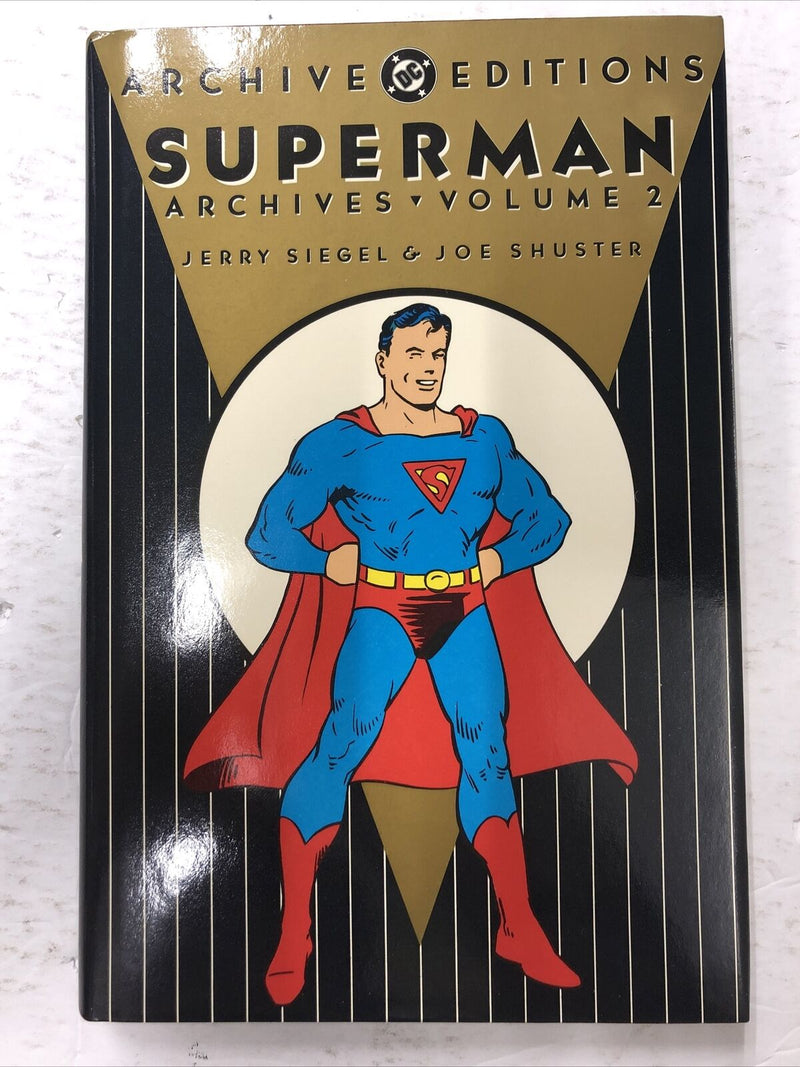 ARCHIVE DC EDITIONS
SUPERMAN
ARCHIVES ▾ VOLUME 2
JERRY SIEGEL & JOE SHUSTER
S